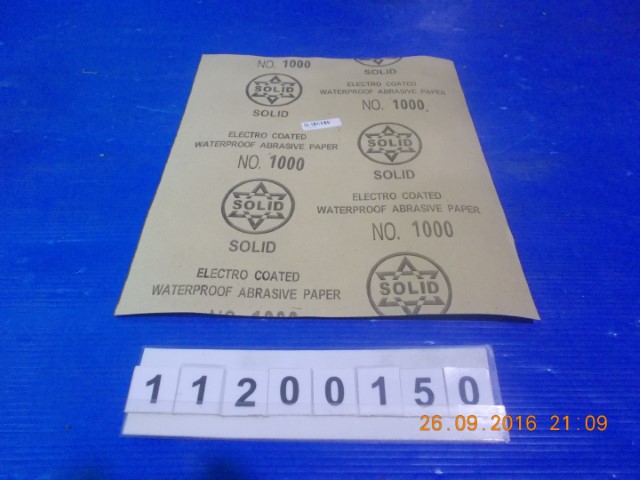 NO. 1000
SOLID
SOLID
ELECTRO COATED
WATERPROOF ABRASIVE PAPER
NO. 1000
SOLID
SOLID
ELECTRO COATED
WATERPROOF ABRASIVE PAPER
NO. 1000
SOLID
SOLID
ELECTRO COATED
WATERPROOF ABRASIVE PAPER
NO. 1000
SOLID
SOLID
ELECTRO COATED
WATERPROOF ABRASIVE PAPER
NO. 1000
SOLID
11200150
26.09.2016 21:09